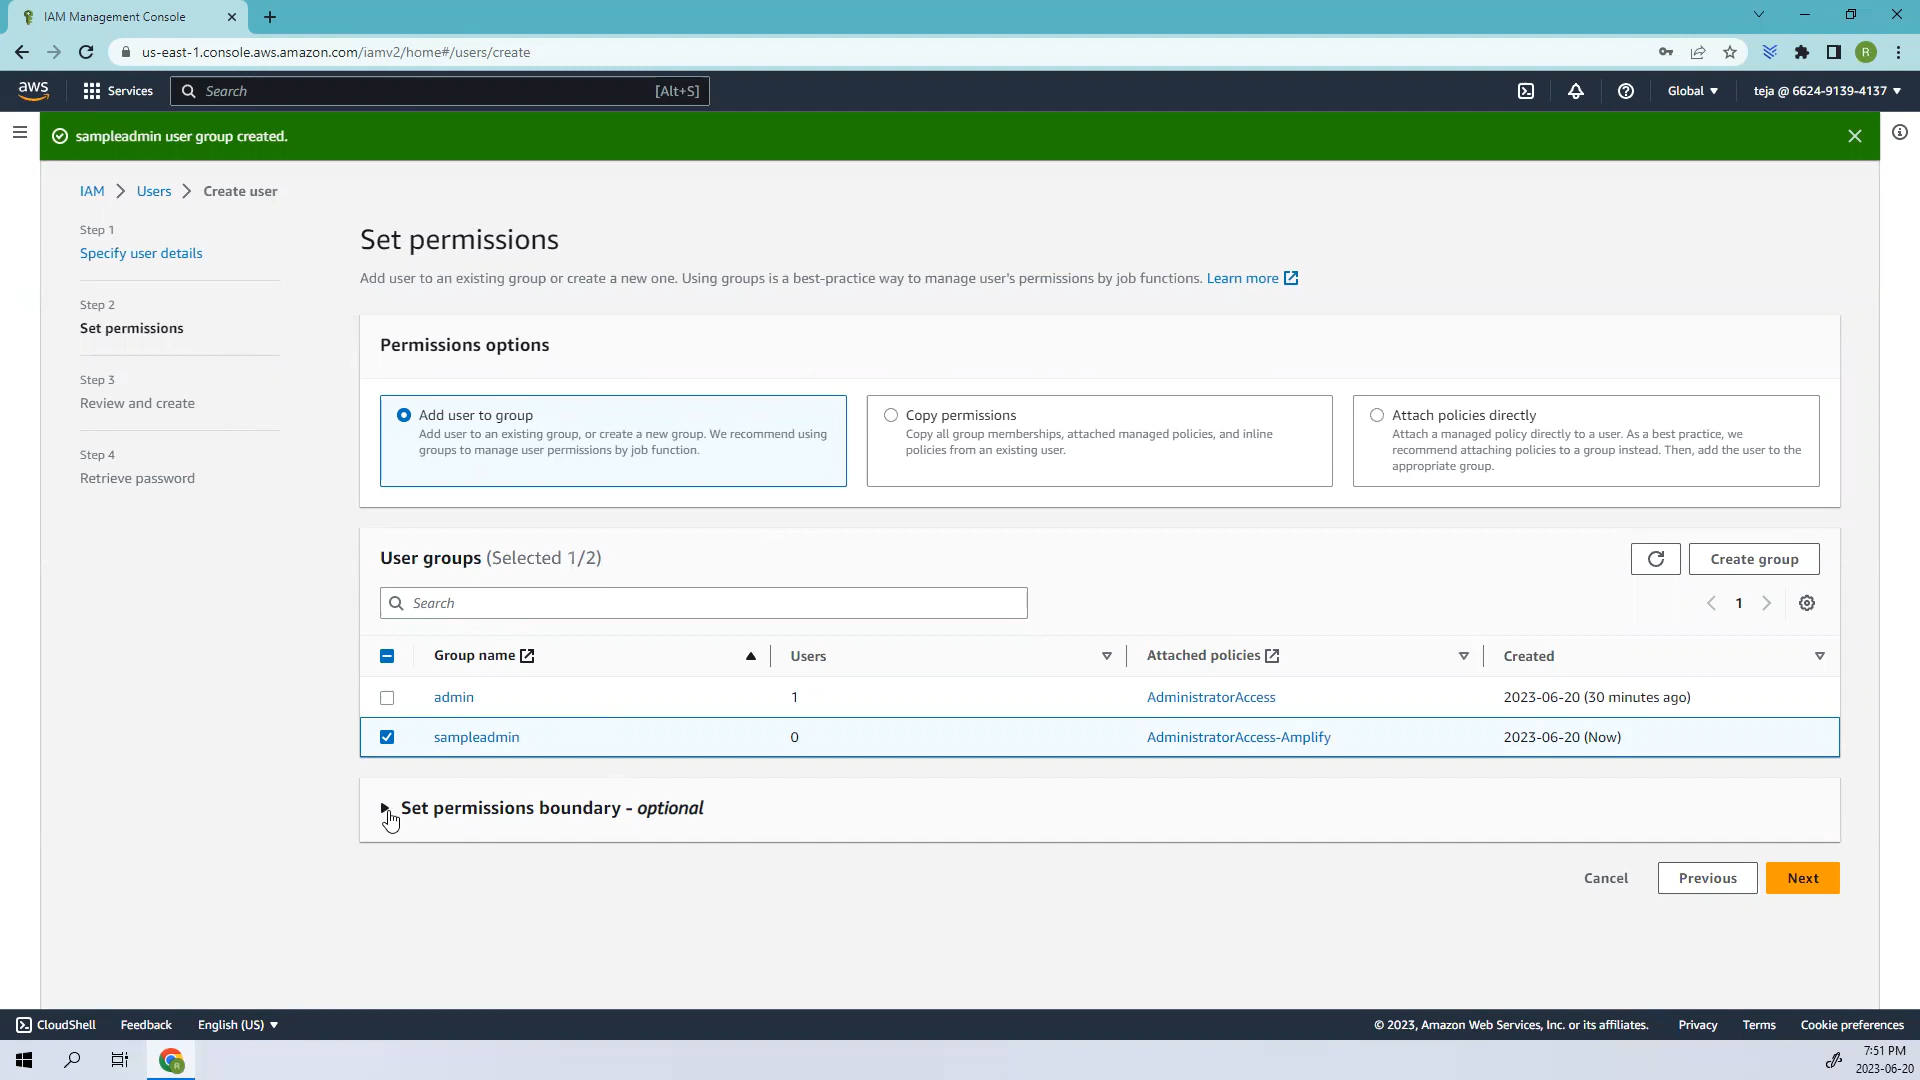 IAM Management Console
us-east-1.console.aws.amazon.com/iamv2/home#/users/create
R
aws Services Search [Alt+S] Global teja @ 6624-9139-4137
sampleadmin user group created.
IAM Users Create user
Step 1
Specify user details
Step 2
Set permissions
Step 3
Review and create
Step 4
Retrieve password
Set permissions
Add user to an existing group or create a new one. Using groups is a best-practice way to manage user's permissions by job functions. Learn more
Permissions options
Add user to group
Add user to an existing group, or create a new group. We recommend using
groups to manage user permissions by job function.
Copy permissions
Copy all group memberships, attached managed policies, and inline
policies from an existing user.
Attach policies directly
Attach a managed policy directly to a user. As a best practice, we
recommend attaching policies to a group instead. Then, add the user to the
appropriate group.
User groups (Selected 1/2)
Create group
Search
1
Group name Users Attached policies Created
admin 1 AdministratorAccess 2023-06-20 (30 minutes ago)
sampleadmin 0 AdministratorAccess-Amplify 2023-06-20 (Now)
Set permissions boundary - optional
Cancel Previous Next
CloudShell Feedback English (US) © 2023, Amazon Web Services, Inc. or its affiliates. Privacy Terms Cookie preferences
R
7:51 PM
2023-06-20